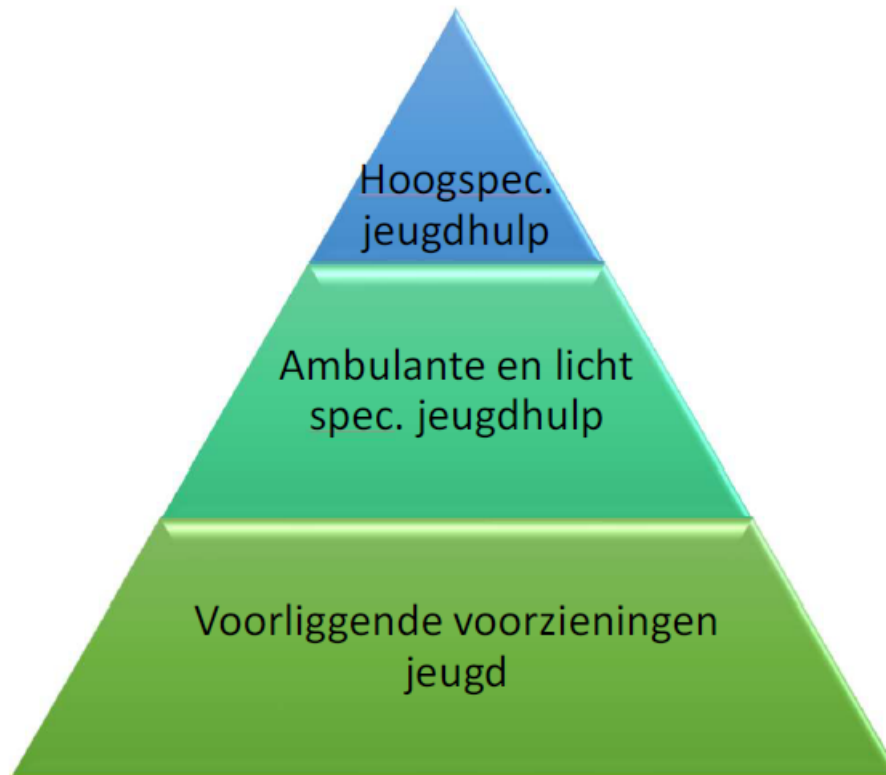 Hoogspec.
jeugdhulp
Ambulante en licht
spec. jeugdhulp
Voorliggende voorzieningen
jeugd